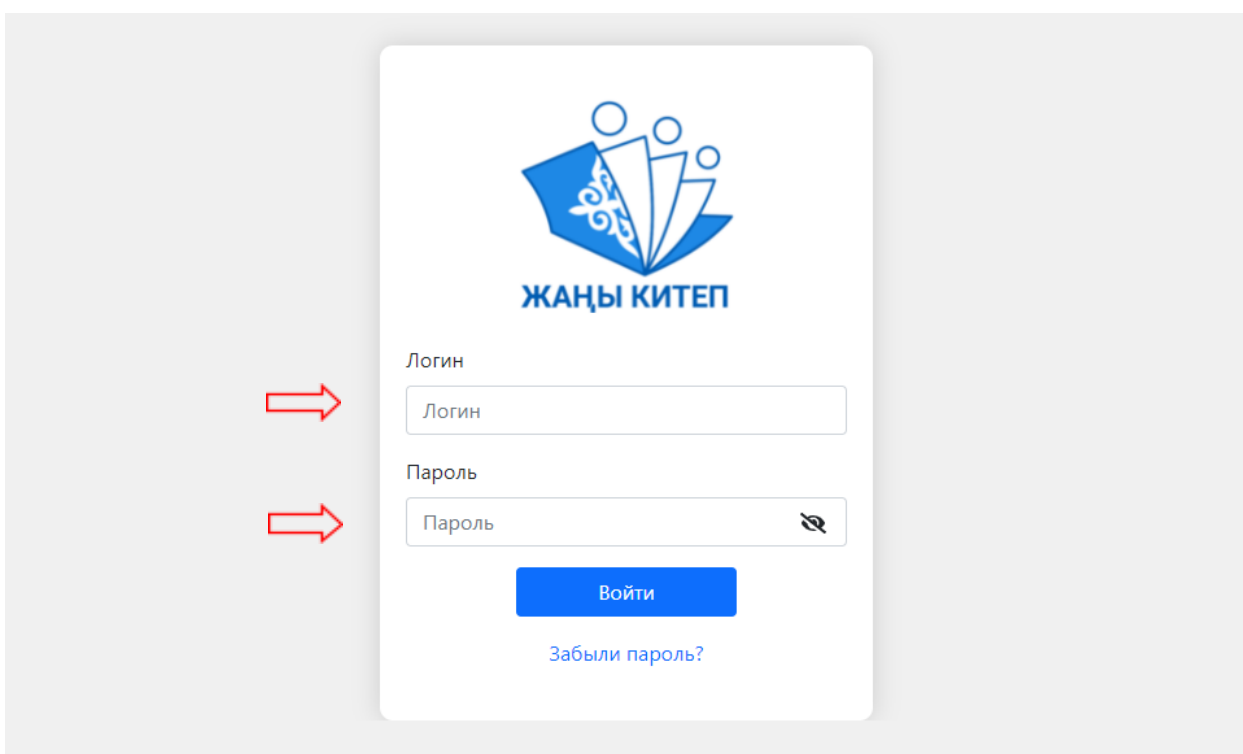 ЖАҢЫ КИТЕП
Логин
Логин
Пароль
Пароль
Войти
Забыли пароль?